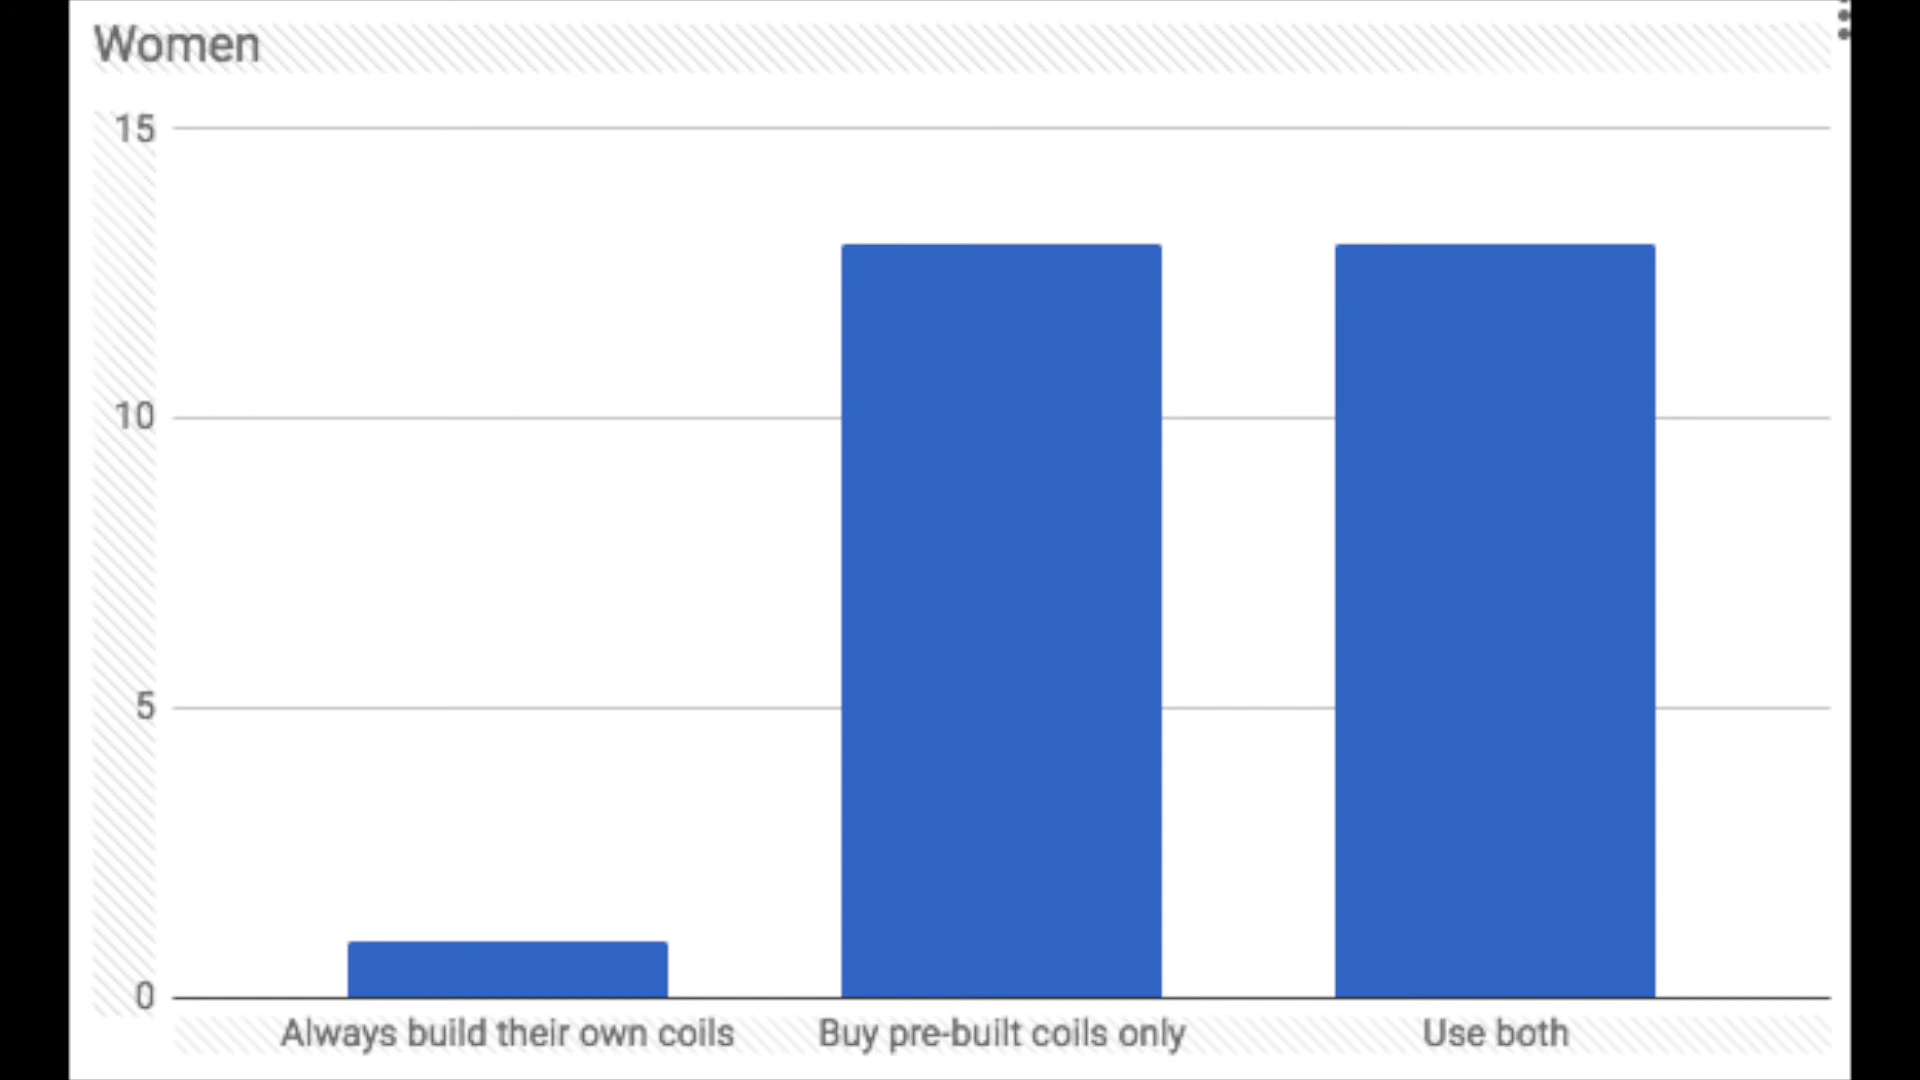 Women
15
10
5
0
Always build their own coils
Buy pre-built coils only
Use both